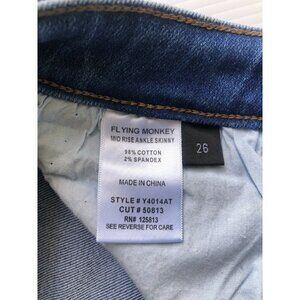 FLYING MONKEY
MID RISE ANKLE SKINNY
98% COTTON
2% SPANDEX
MADE IN CHINA
STYLE # Y4014AT
CUT # 50813
RN# 125813
SEE REVERSE FOR CARE
26